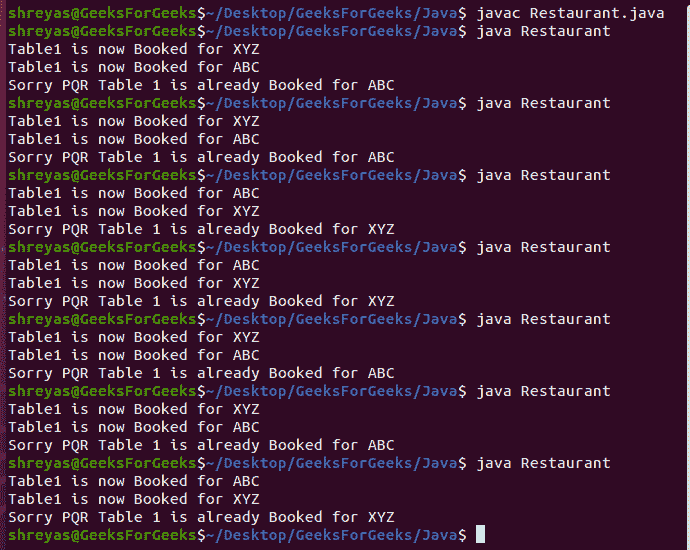 shreyas@GeeksForGeeks$~/Desktop/GeeksForGeeks/Java$ javac Restaurant.java
shreyas@GeeksForGeeks$~/Desktop/GeeksForGeeks/Java$ java Restaurant
Table1 is now Booked for XYZ
Table1 is now Booked for ABC
Sorry PQR Table 1 is already Booked for ABC
shreyas@GeeksForGeeks$~/Desktop/GeeksForGeeks/Java$ java Restaurant
Table1 is now Booked for XYZ
Table1 is now Booked for ABC
Sorry PQR Table 1 is already Booked for ABC
shreyas@GeeksForGeeks$~/Desktop/GeeksForGeeks/Java$ java Restaurant
Table1 is now Booked for ABC
Table1 is now Booked for XYZ
Sorry PQR Table 1 is already Booked for XYZ
shreyas@GeeksForGeeks$~/Desktop/GeeksForGeeks/Java$ java Restaurant
Table1 is now Booked for ABC
Table1 is now Booked for XYZ
Sorry PQR Table 1 is already Booked for XYZ
shreyas@GeeksForGeeks$~/Desktop/GeeksForGeeks/Java$ java Restaurant
Table1 is now Booked for XYZ
Table1 is now Booked for ABC
Sorry PQR Table 1 is already Booked for ABC
shreyas@GeeksForGeeks$~/Desktop/GeeksForGeeks/Java$ java Restaurant
Table1 is now Booked for XYZ
Table1 is now Booked for ABC
Sorry PQR Table 1 is already Booked for ABC
shreyas@GeeksForGeeks$~/Desktop/GeeksForGeeks/Java$ java Restaurant
Table1 is now Booked for ABC
Table1 is now Booked for XYZ
Sorry PQR Table 1 is already Booked for XYZ
shreyas@GeeksForGeeks$~/Desktop/GeeksForGeeks/Java$